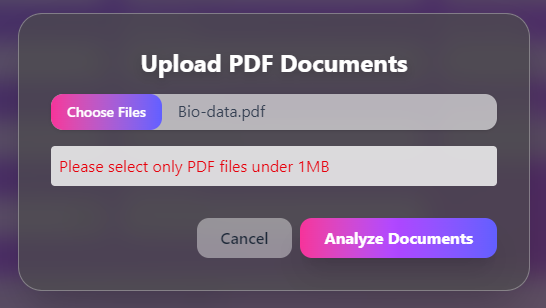 Upload PDF Documents
Choose Files Bio-data.pdf
Please select only PDF files under 1MB
Cancel Analyze Documents